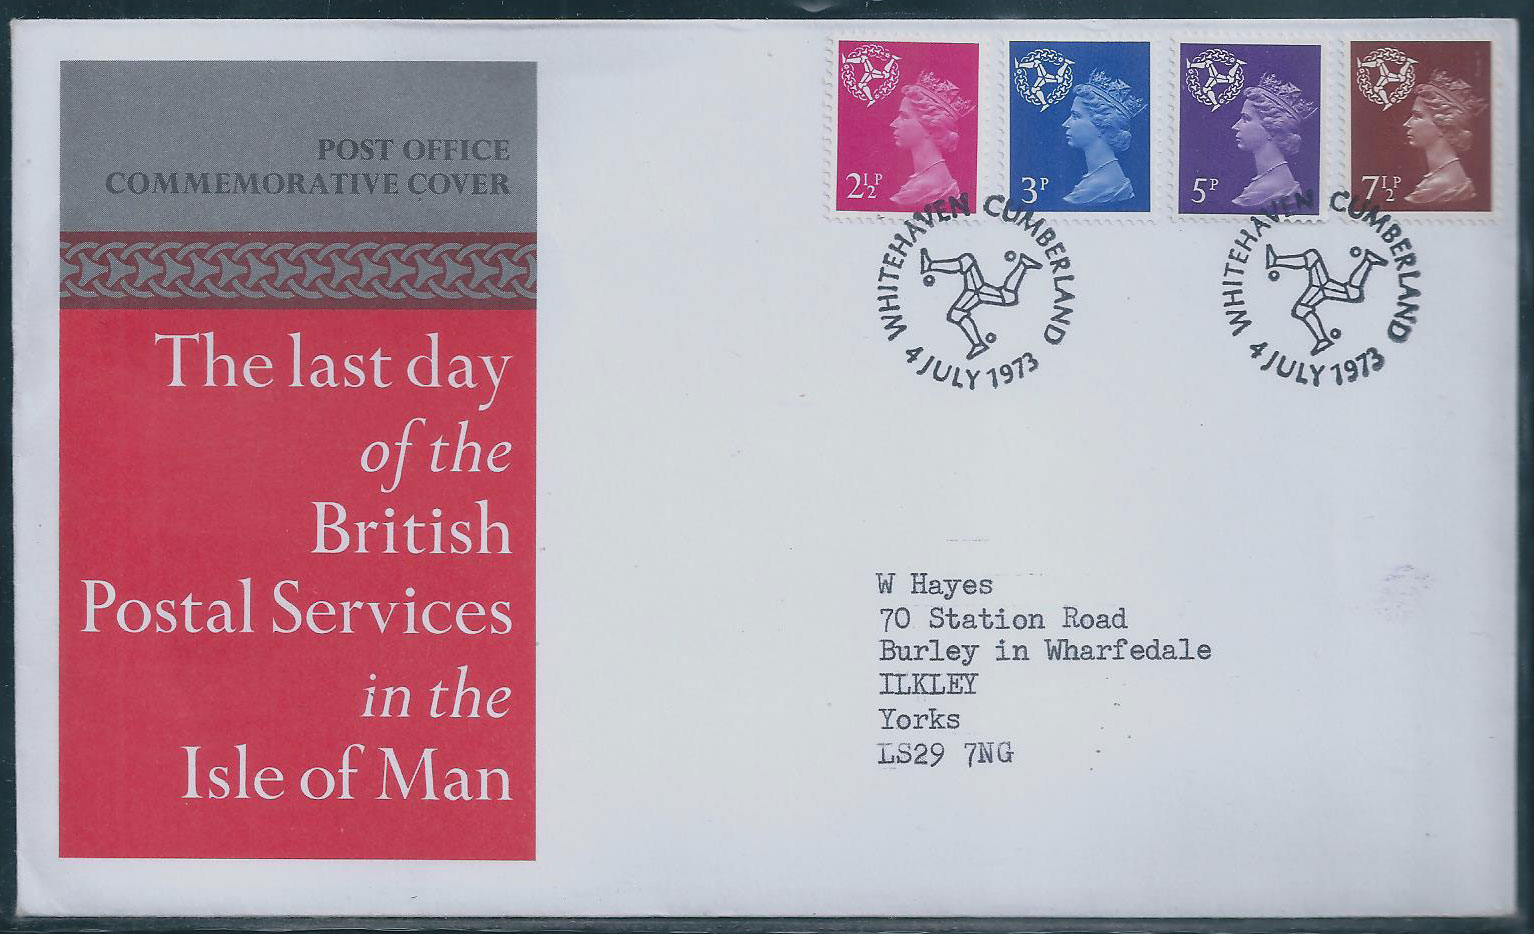 POST OFFICE
COMMEMORATIVE COVER
The last day
of the
British
Postal Services
in the
Isle of Man
2½P
3P
5P
7½P
WHITEHAVEN CUMBERLAND
4 JULY 1973
WHITEHAVEN CUMBERLAND
4 JULY 1973
W Hayes
70 Station Road
Burley in Wharfedale
ILKLEY
Yorks
LS29 7NG